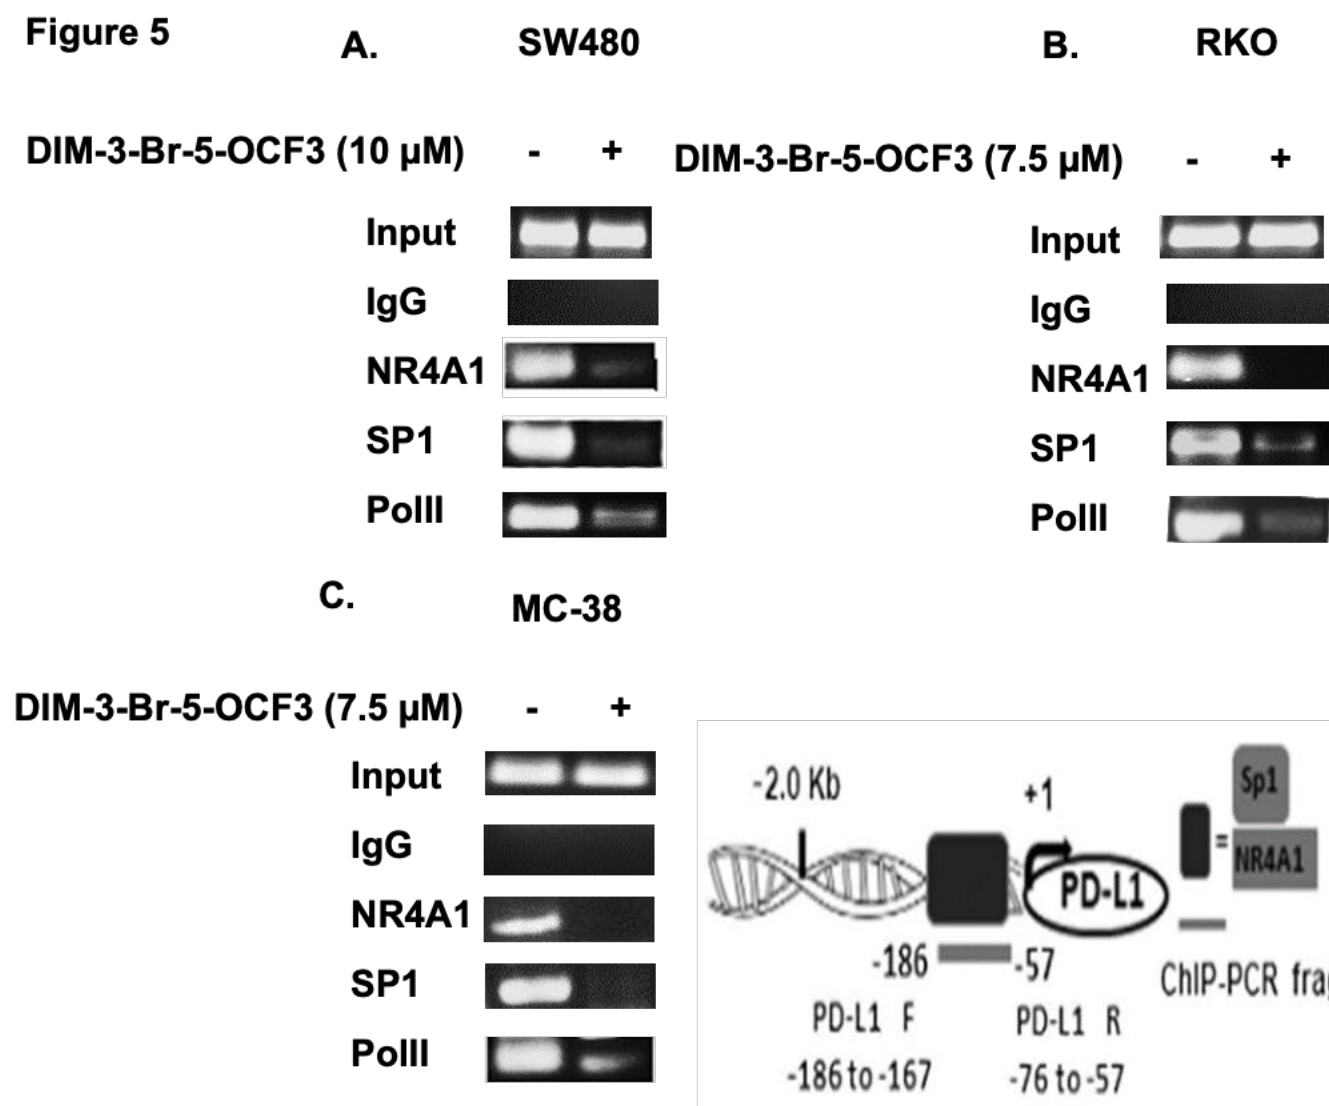 Figure 5
A. SW480
DIM-3-Br-5-OCF3 (10 µM) - +
Input
IgG
NR4A1
SP1
PolII
B. RKO
DIM-3-Br-5-OCF3 (7.5 µM) - +
Input
IgG
NR4A1
SP1
PolII
C. MC-38
DIM-3-Br-5-OCF3 (7.5 µM) - +
Input
IgG
NR4A1
SP1
PolII
-2.0 Kb
+1
PD-L1
Sp1
=
NR4A1
-186
-57
ChIP-PCR fra
PD-L1 F
PD-L1 R
-186 to -167
-76 to -57